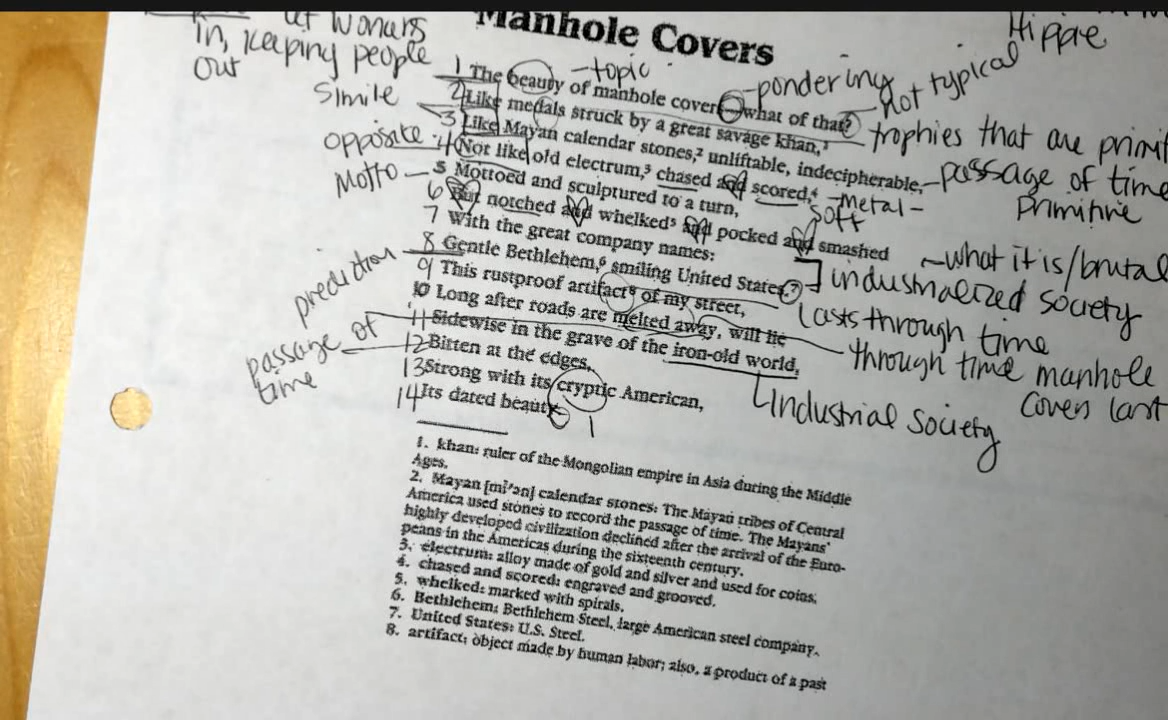 at women's
in, keeping people
out
Hippie
Manhole Covers
1 The beauty of manhole covers—what of that?
-topic
-pondering
not typical
2 Like medals struck by a great savage khan,¹
Simile
trophies that are primit
3 Like Mayan calendar stones,² unliftable, indecipherable,
passage of time
primitive
4 Not like old electrum,³ chased and scored,⁴
opposite
-metal-
soft
5 Mottoed and sculptured to a turn,
Motto
6 But notched and whelked⁵ and pocked and smashed
~what it is/brutal
7 With the great company names:
8 Gentle Bethlehem,⁶ smiling United States.⁷
industrialized society
9 This rustproof artifact⁸ of my street,
prediction
Lasts through time
10 Long after roads are melted away, will lie
through time manhole
covers last
11 Sidewise in the grave of the iron-old world,
Industrial Society
12 Bitten at the edges,
passage of
time
13 Strong with its cryptic American,
14 Its dated beauty.
1. khan: ruler of the Mongolian empire in Asia during the Middle
Ages.
2. Mayan [mī′ən] calendar stones: The Mayan tribes of Central
America used stones to record the passage of time. The Mayans'
highly developed civilization declined after the arrival of the Euro-
peans in the Americas during the sixteenth century.
3. electrum: alloy made of gold and silver and used for coins.
4. chased and scored: engraved and grooved.
5. whelked: marked with spirals.
6. Bethlehem: Bethlehem Steel, large American steel company.
7. United States: U.S. Steel.
8. artifact: object made by human labor; also, a product of a past